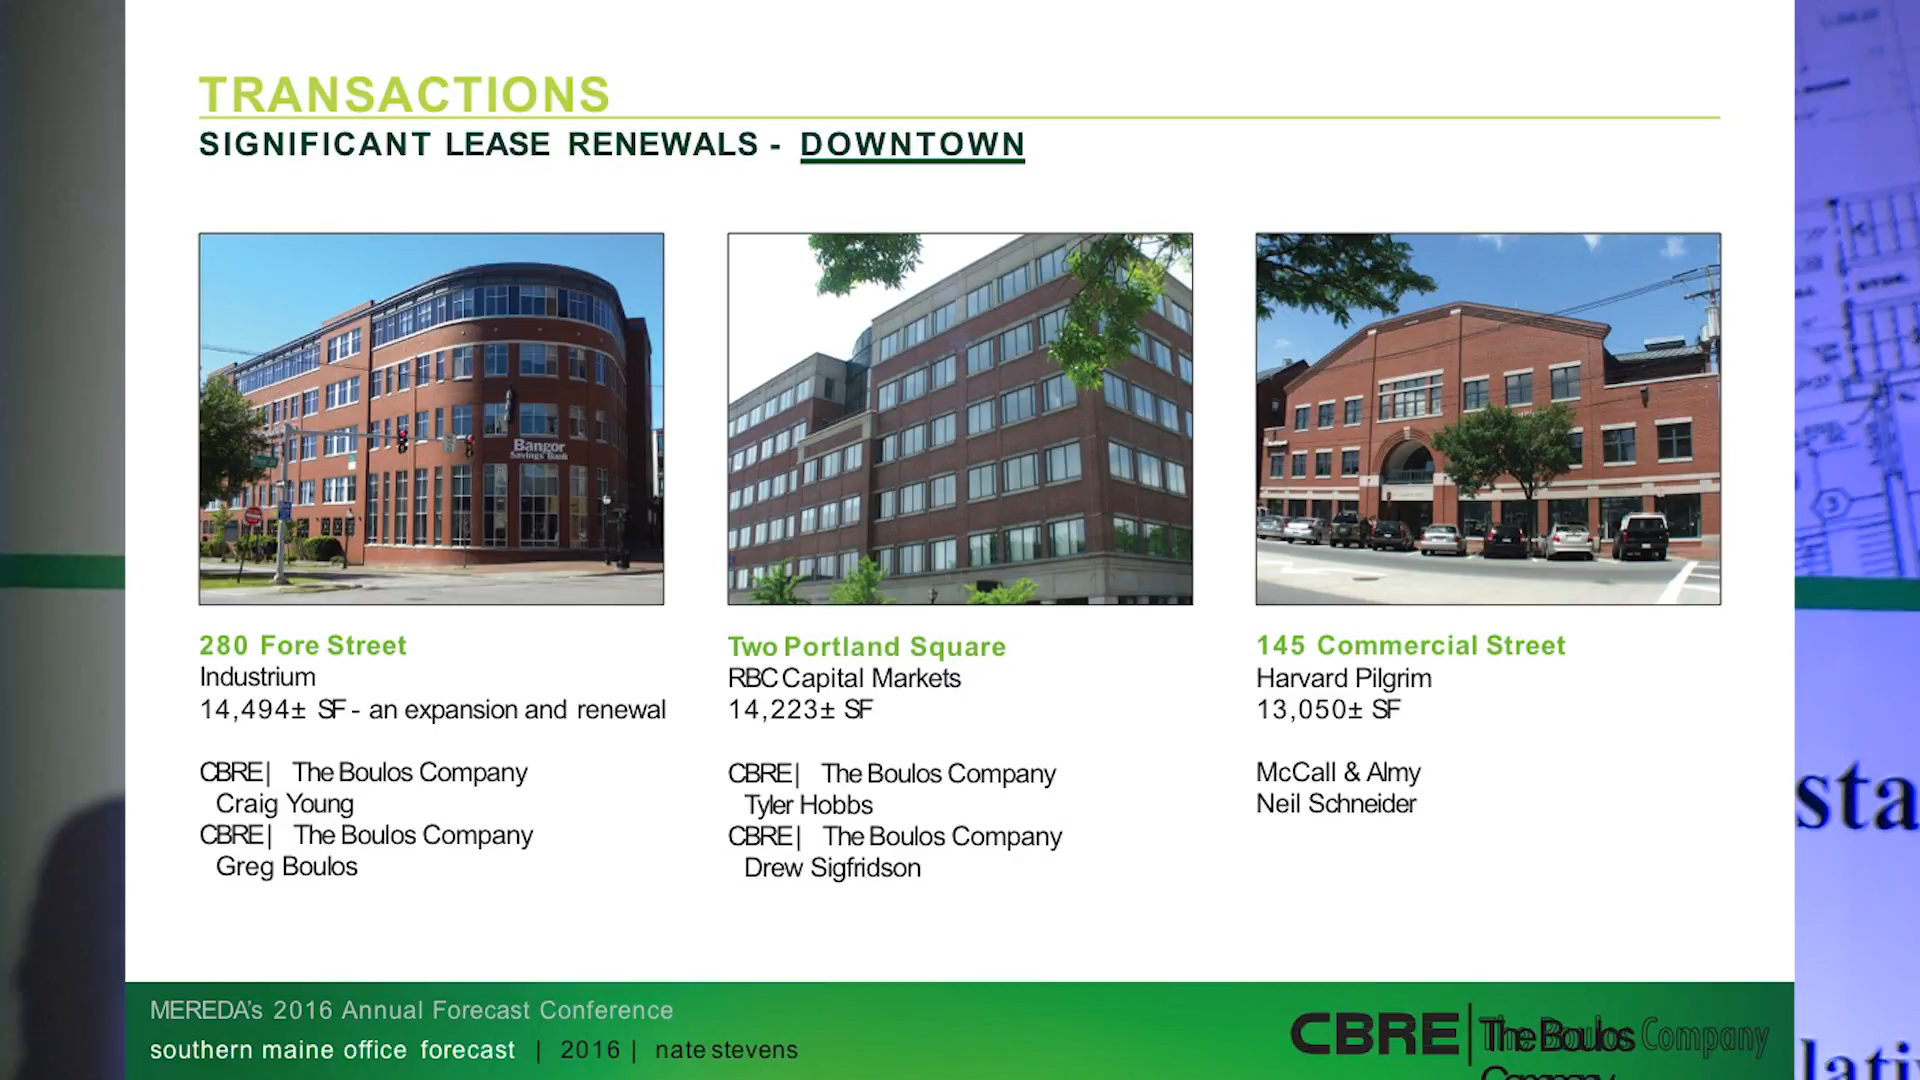 TRANSACTIONS
SIGNIFICANT LEASE RENEWALS - DOWNTOWN
Bangor
Savings Bank
280 Fore Street
Industrium
14,494± SF - an expansion and renewal
CBRE| The Boulos Company
Craig Young
CBRE| The Boulos Company
Greg Boulos
Two Portland Square
RBC Capital Markets
14,223± SF
CBRE| The Boulos Company
Tyler Hobbs
CBRE| The Boulos Company
Drew Sigfridson
145 Commercial Street
Harvard Pilgrim
13,050± SF
McCall & Almy
Neil Schneider
sta
lati
MEREDA's 2016 Annual Forecast Conference
southern maine office forecast | 2016 | nate stevens
CBRE | The Boulos Company